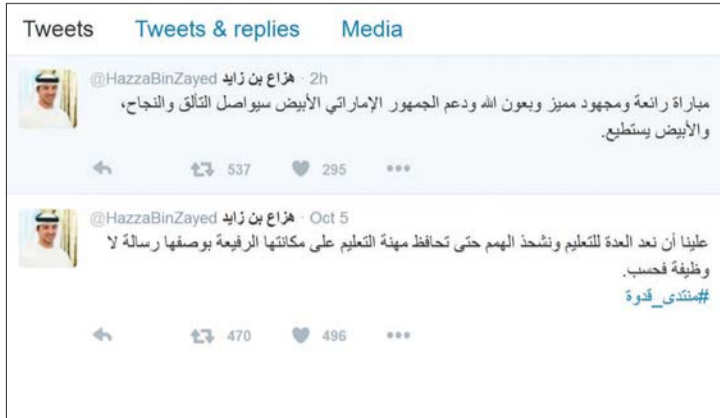 Tweets Tweets & replies Media
@HazzaBinZayed هزاع بن زايد · 2h
مباراة رائعة ومجهود مميز وبعون الله ودعم الجمهور الإماراتي الأبيض سيواصل التألق والنجاح،
والأبيض يستطيع.
537 295
@HazzaBinZayed هزاع بن زايد · Oct 5
علينا أن نعد العدة للتعليم ونشحذ الهمم حتى تحافظ مهنة التعليم على مكانتها الرفيعة بوصفها رسالة لا
وظيفة فحسب.
#منتدى_قدوة
470 496